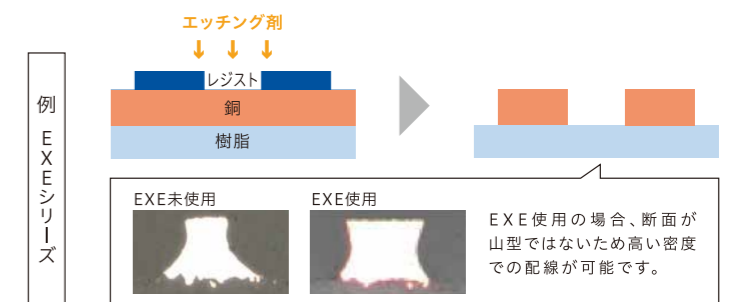 エッチング剤
レジスト
銅
樹脂
例 EXEシリーズ
EXE未使用
EXE使用
EXE使用の場合、断面が
山型ではないため高い密度
での配線が可能です。